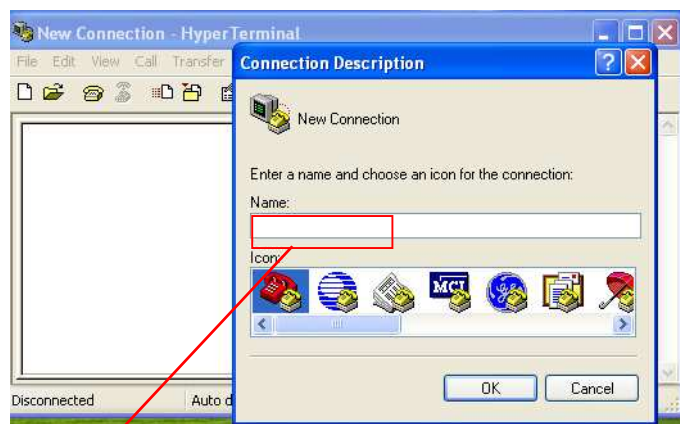 New Connection - HyperTerminal
File Edit View Call Transfer
Connection Description
New Connection
Enter a name and choose an icon for the connection:
Name:
Icon:
MCI
OK Cancel
Disconnected Auto d